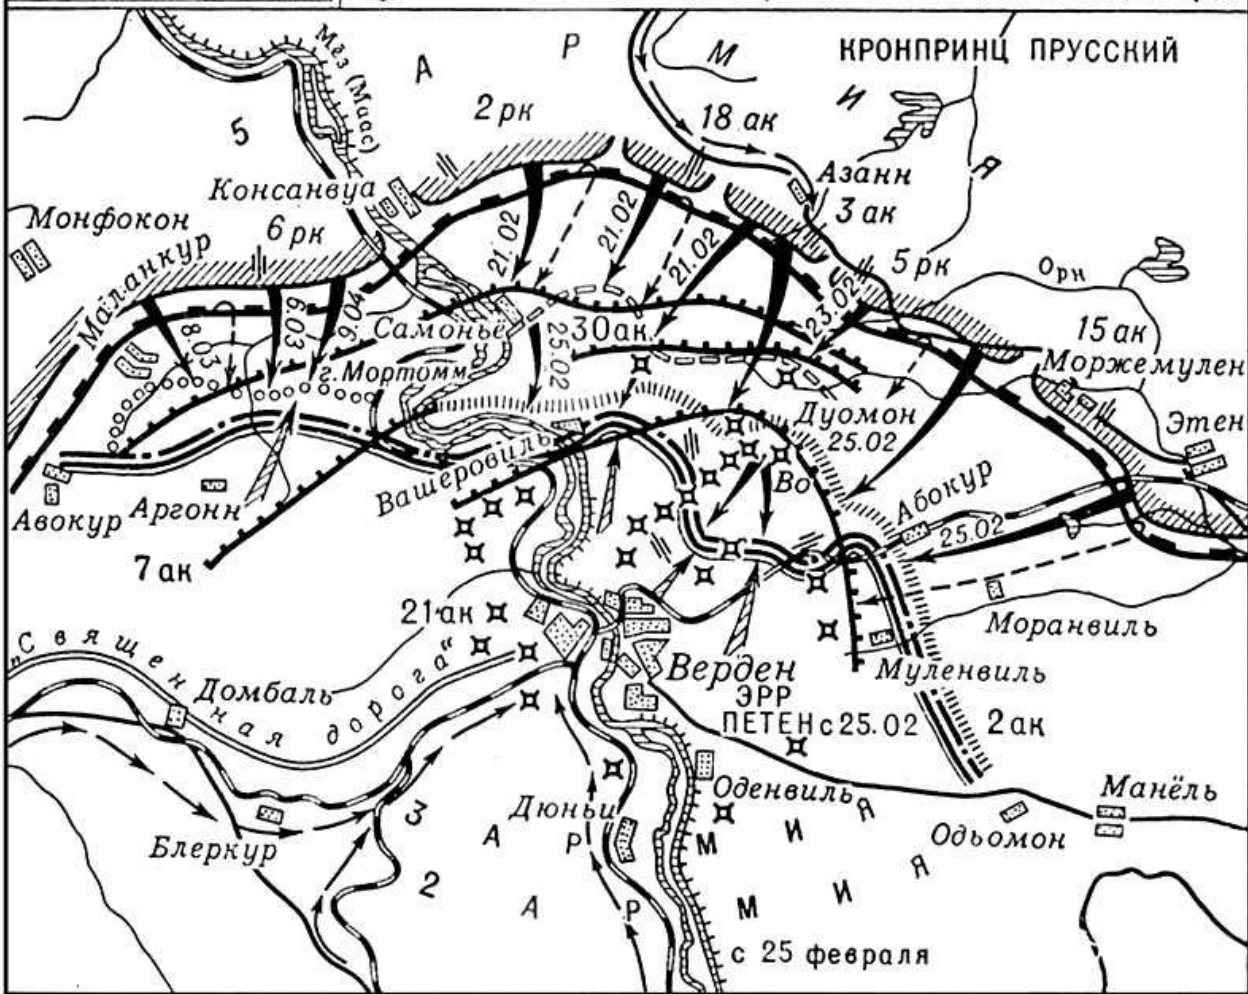 КРОНПРИНЦ ПРУССКИЙ
5 АРМИЯ
Мёз (Маас)
2 рк
18 ак
Азанн
3 ак
Консанвуа
Монфокон
6 рк
Маланкур
21.02
21.02
21.02
5 рк
Орн
23.02
15 ак
Моржемулен
Этен
8.03
6.03
9.04
Самоньё
30 ак
25.02
г. Мортомм
Дуомон
25.02
Вашеровиль
Во
Абокур
25.02
Авокур
Аргонн
7 ак
21 ак
Моранвиль
Муленвиль
Верден
ЭРР
ПЕТЕН с 25.02
2 ак
„Священная дорога“
Домбаль
Блеркур
Дюньи
Оденвиль
Одьомон
Манёль
3 АРМИЯ
2 АРМИЯ
с 25 февраля